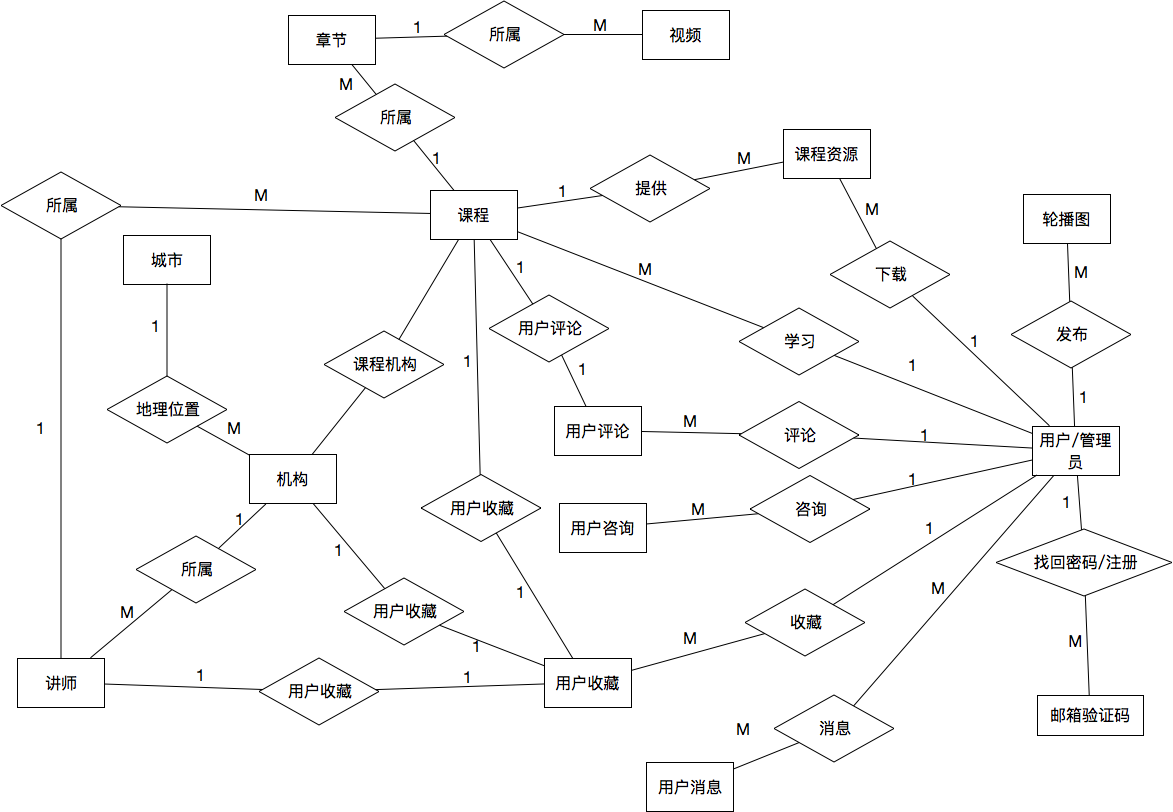 1
所属
M
视频
章节
M
所属
1
课程资源
M
提供
1
M
所属
M
课程
轮播图
城市
1
M
下载
M
1
用户评论
学习
发布
1
课程机构
1
1
1
1
1
地理位置
M
1
用户评论
M
评论
1
用户/管理
员
机构
1
用户收藏
用户咨询
M
咨询
1
1
1
所属
1
1
找回密码/注册
M
用户收藏
1
收藏
M
M
1
M
讲师
1
用户收藏
1
用户收藏
邮箱验证码
M
消息
用户消息